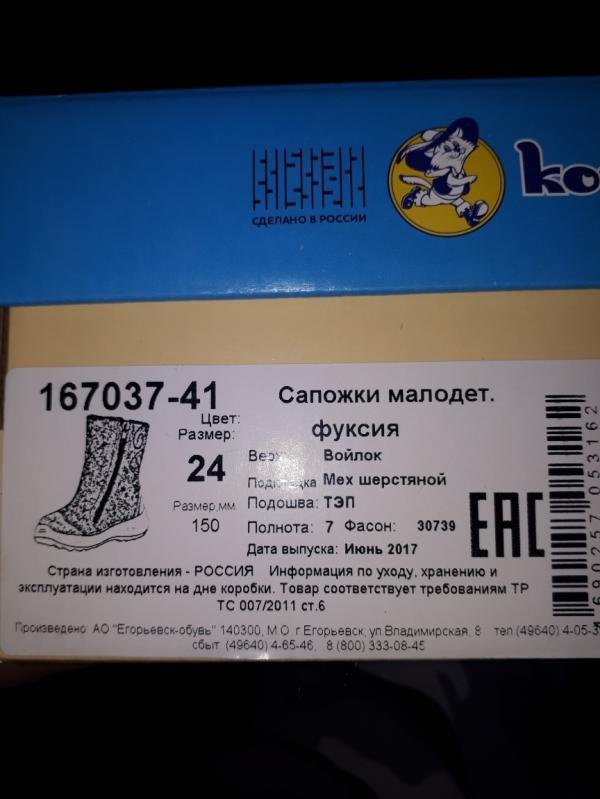 СДЕЛАНО В РОССИИ
167037-41 Сапожки малодет.
Цвет: фуксия
Размер: 24
Верх: Войлок
Подкладка Мех шерстяной
Размер,мм. 150
Подошва: ТЭП
Полнота: 7 Фасон: 30739
Дата выпуска: Июнь 2017
EAC
Страна изготовления - РОССИЯ Информация по уходу, хранению и
эксплуатации находится на дне коробки. Товар соответствует требованиям ТР
ТС 007/2011 ст.6
Произведено: АО "Егорьевск-обувь" 140300, М.О. г.Егорьевск, ул.Владимирская, 8 тел.(49640) 4-05-3
сбыт: (49640) 4-65-46, 8 (800) 333-08-45
4690257053162